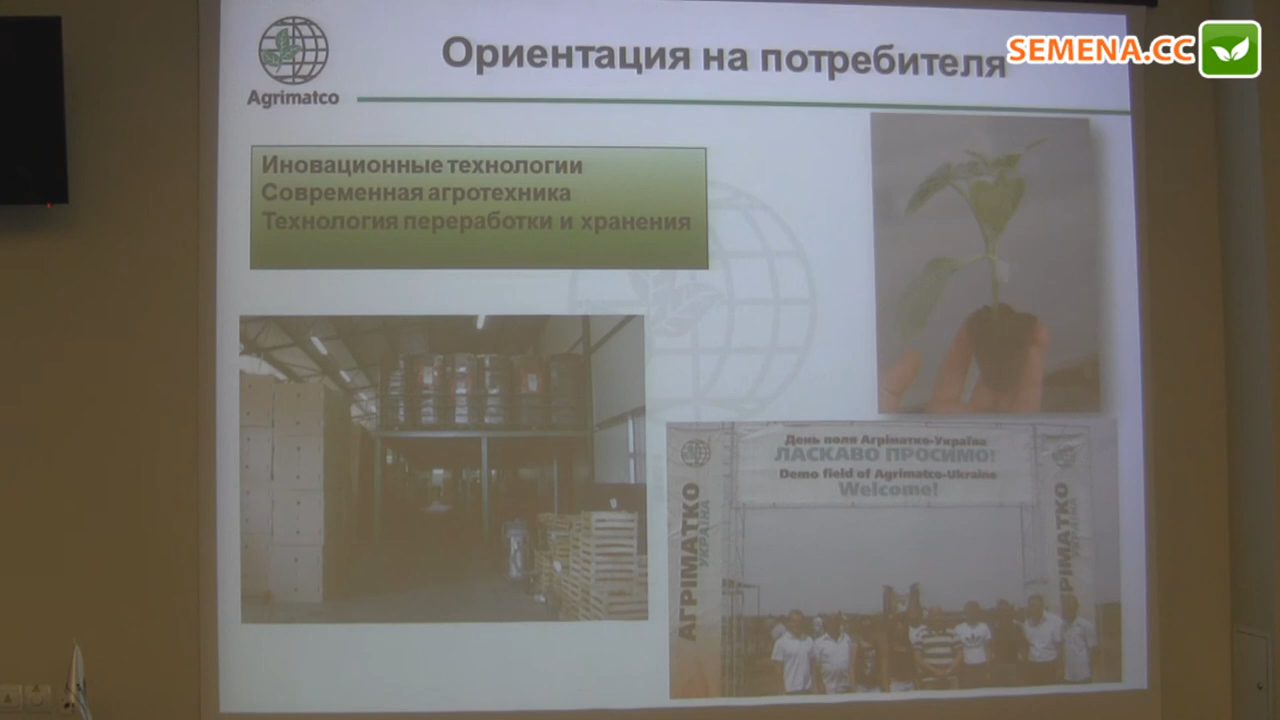 Agrimatco
Ориентация на потребителя
SEMENA.CC
Иновационные технологии
Современная агротехника
Технология переработки и хранения
День поля Агріматко-Україна
ЛАСКАВО ПРОСИМО!
Demo field of Agrimatco-Ukraine
Welcome!
АГРІМАТКО
УКРАЇНА
АГРІМАТКО